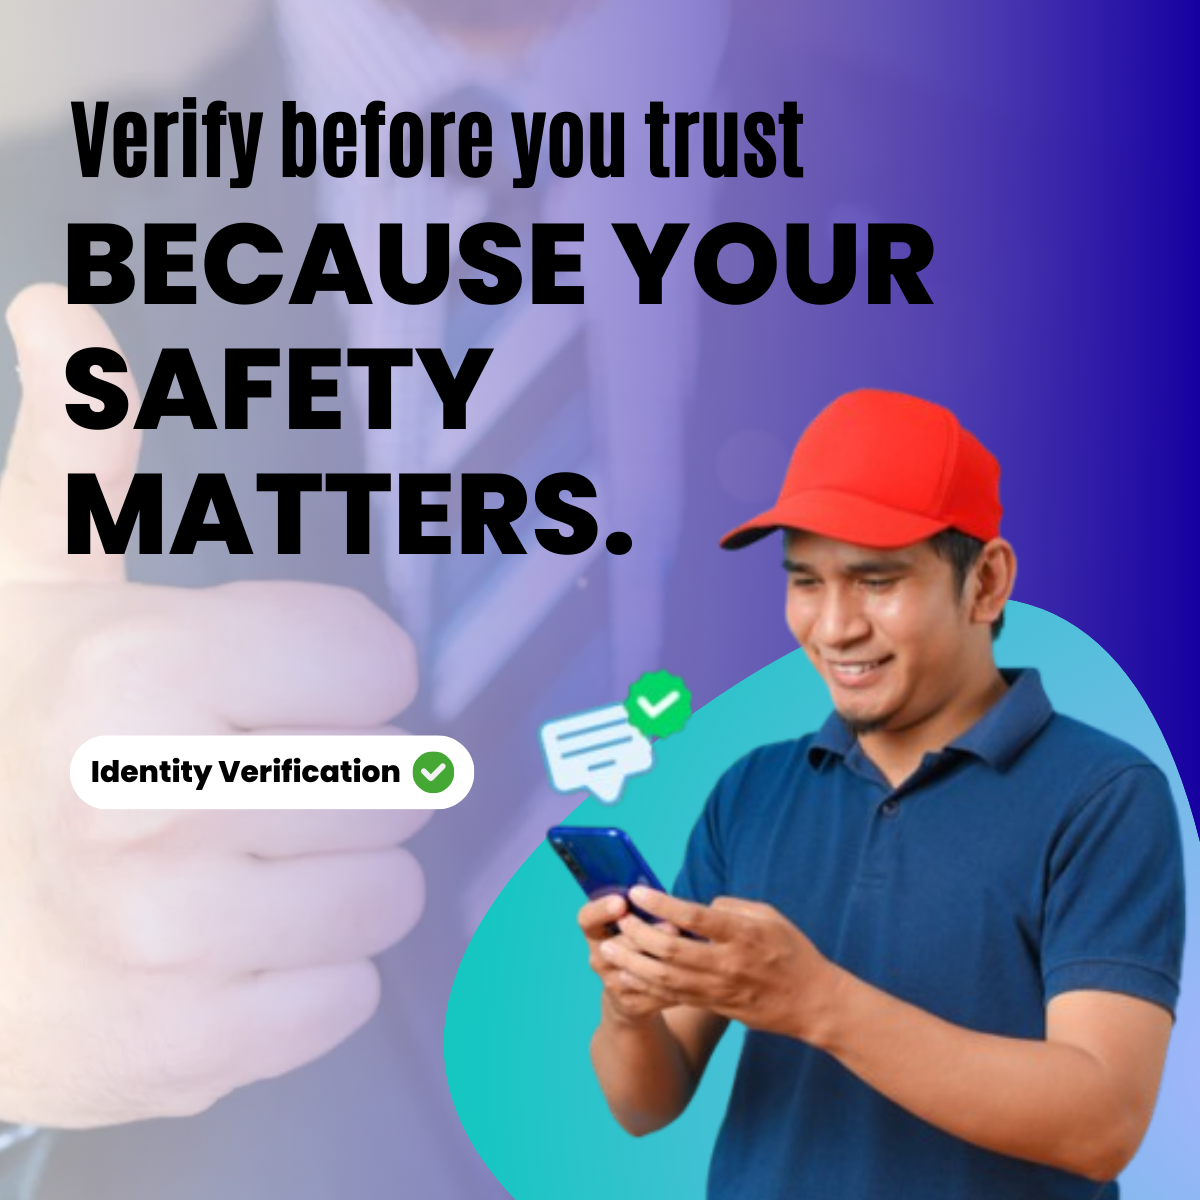 Verify before you trust
BECAUSE YOUR
SAFETY
MATTERS.
Identity Verification